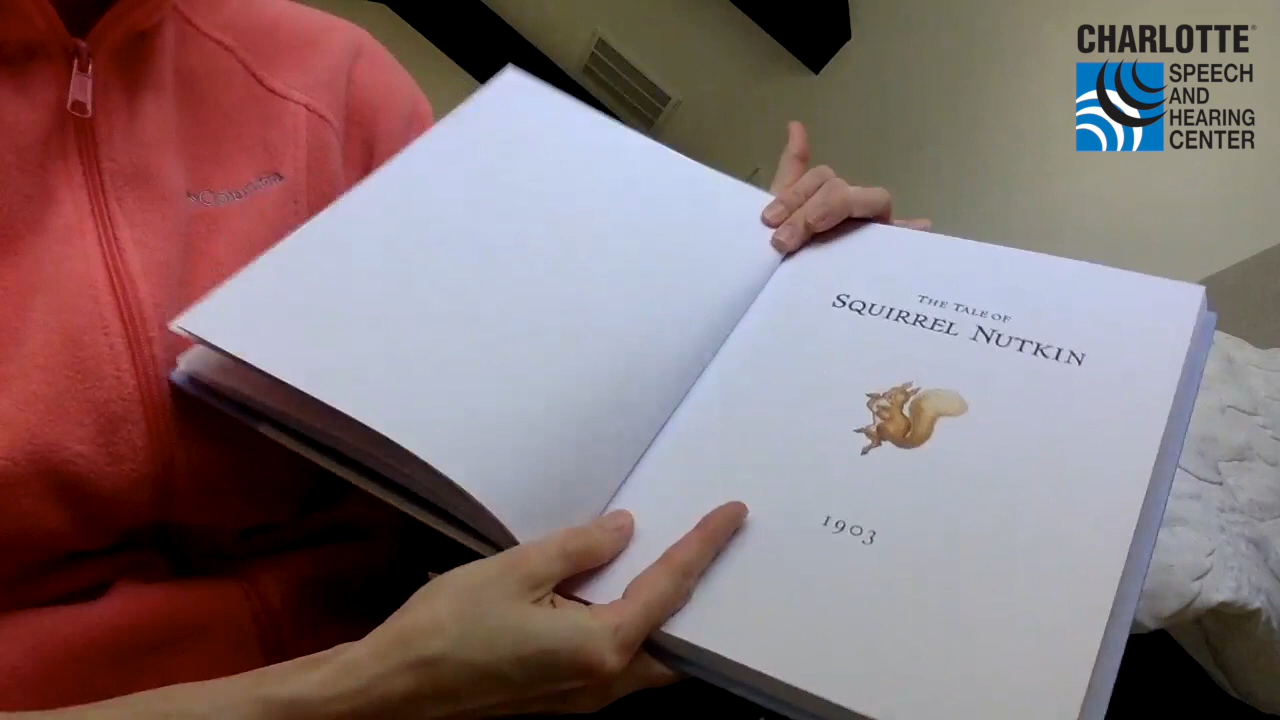 CHARLOTTE
SPEECH
AND
HEARING
CENTER
Columbia
THE TALE OF
SQUIRREL NUTKIN
1903